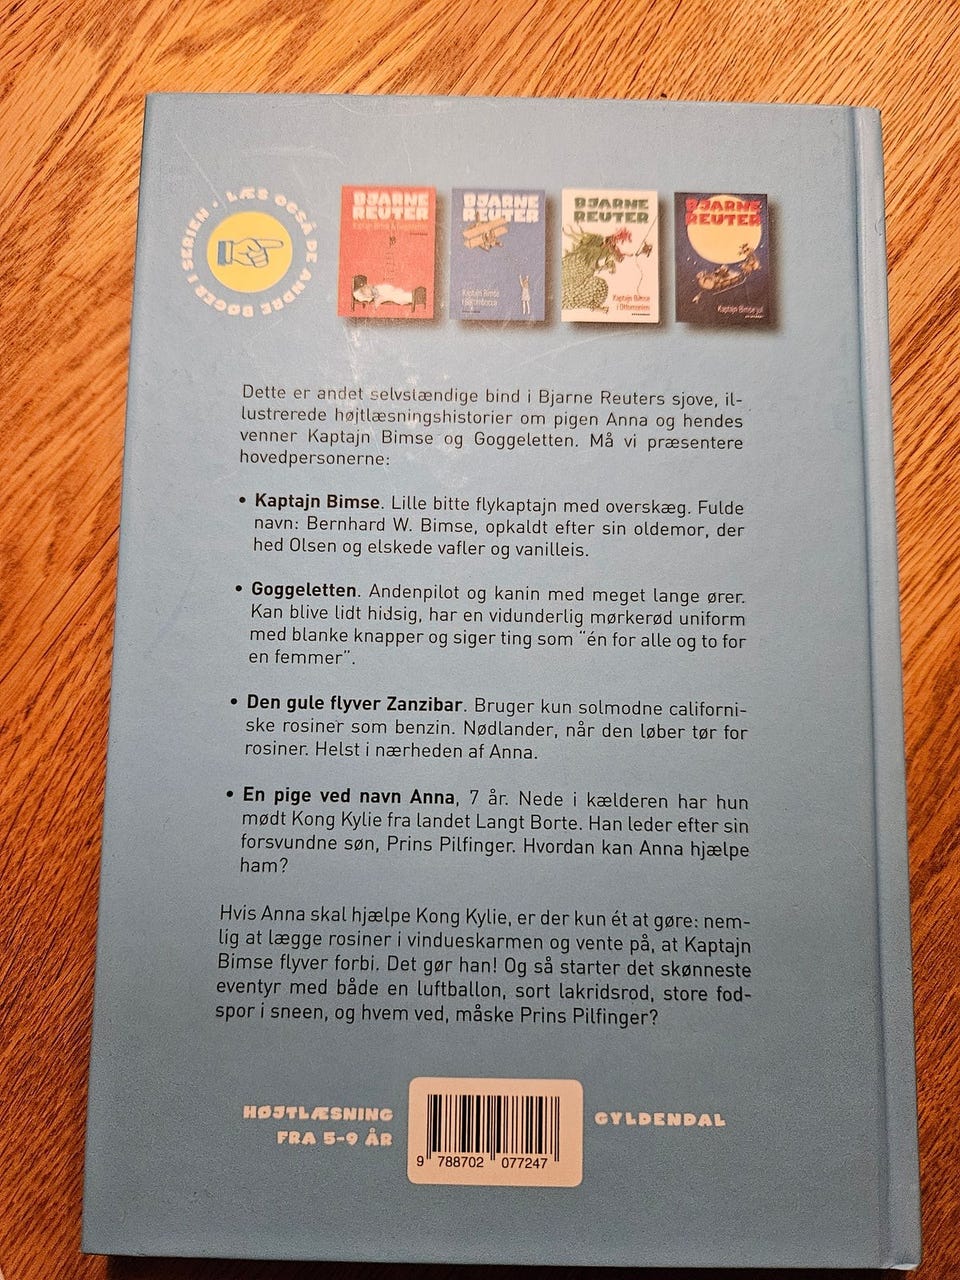 LÆS OGSÅ DE ANDRE BØGER I SERIEN •
BJARNE
REUTER
BJARNE
REUTER
Kaptajn Bimse
BJARNE
REUTER
Kaptajn Bimse
BJARNE
REUTER
Kaptajn Bimses jul
Dette er andet selvstændige bind i Bjarne Reuters sjove, il-
lustrerede højtlæsningshistorier om pigen Anna og hendes
venner Kaptajn Bimse og Goggeletten. Må vi præsentere
hovedpersonerne:
• Kaptajn Bimse. Lille bitte flykaptajn med overskæg. Fulde
navn: Bernhard W. Bimse, opkaldt efter sin oldemor, der
hed Olsen og elskede vafler og vanilleis.
• Goggeletten. Andenpilot og kanin med meget lange ører.
Kan blive lidt hidsig, har en vidunderlig mørkerød uniform
med blanke knapper og siger ting som "én for alle og to for
en femmer".
• Den gule flyver Zanzibar. Bruger kun solmodne californi-
ske rosiner som benzin. Nødlander, når den løber tør for
rosiner. Helst i nærheden af Anna.
• En pige ved navn Anna, 7 år. Nede i kælderen har hun
mødt Kong Kylie fra landet Langt Borte. Han leder efter sin
forsvundne søn, Prins Pilfinger. Hvordan kan Anna hjælpe
ham?
Hvis Anna skal hjælpe Kong Kylie, er der kun ét at gøre: nem-
lig at lægge rosiner i vindueskarmen og vente på, at Kaptajn
Bimse flyver forbi. Det gør han! Og så starter det skønneste
eventyr med både en luftballon, sort lakridsrod, store fod-
spor i sneen, og hvem ved, måske Prins Pilfinger?
HØJTLÆSNING
FRA 5-9 ÅR
GYLDENDAL
9 788702 077247